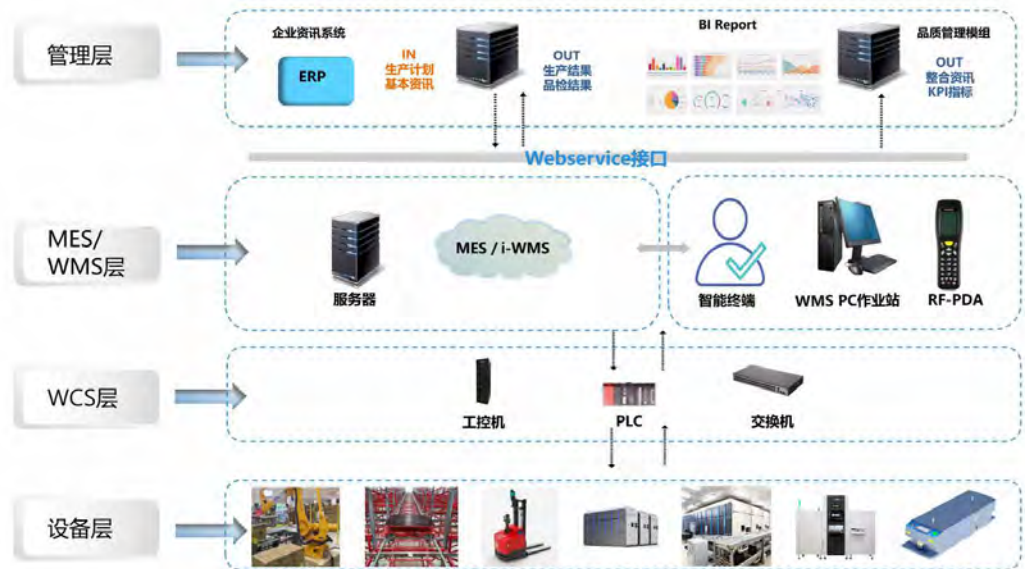 管理层
企业资讯系统
ERP
IN
生产计划
基本资讯
OUT
生产结果
品检结果
BI Report
品质管理模组
OUT
整合资讯
KPI指标
Webservice接口
MES/
WMS层
服务器
MES / i-WMS
智能终端
WMS PC作业站
RF-PDA
WCS层
工控机
PLC
交换机
设备层